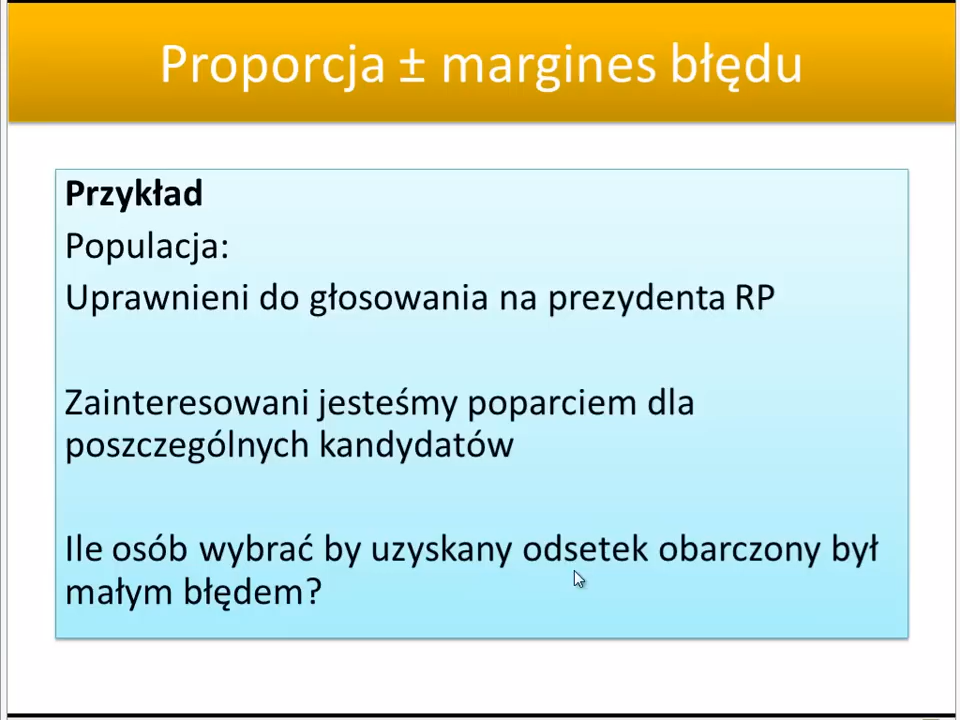 Proporcja ± margines błędu
Przykład
Populacja:
Uprawnieni do głosowania na prezydenta RP
Zainteresowani jesteśmy poparciem dla
poszczególnych kandydatów
Ile osób wybrać by uzyskany odsetek obarczony był
małym błędem?